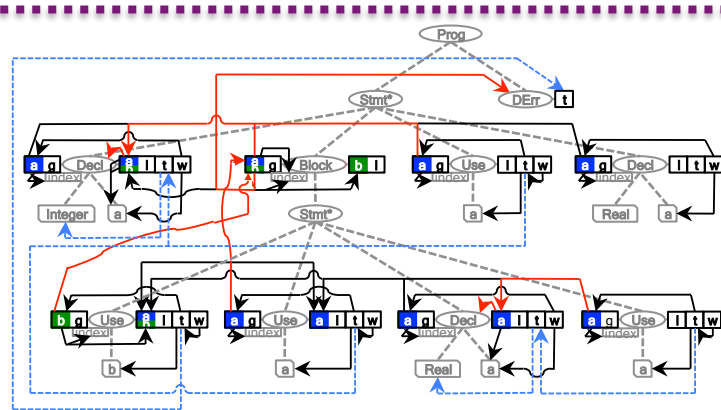 Prog
Stmt* DErr t
a g Decl a l t w a g Block b l a g Use l t w a g Decl l t w
[index] [index] [index] [index]
Integer a Stmt* a Real a
b g Use a l t w a g Use a l t w a g Decl a l t w a g Use l t w
[index] [index] [index] [index]
b a Real a a